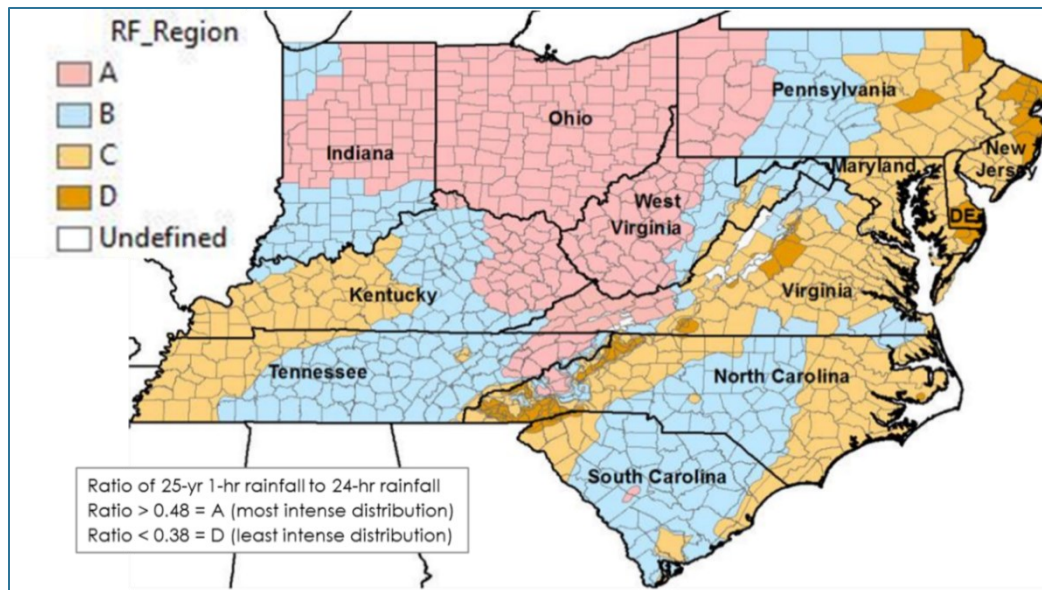 RF_Region
A
B
C
D
Undefined
Pennsylvania
Ohio
Indiana
New
Jersey
Maryland
West
Virginia
DE
Kentucky
Virginia
Tennessee
North Carolina
South Carolina
Ratio of 25-yr 1-hr rainfall to 24-hr rainfall
Ratio > 0.48 = A (most intense distribution)
Ratio < 0.38 = D (least intense distribution)